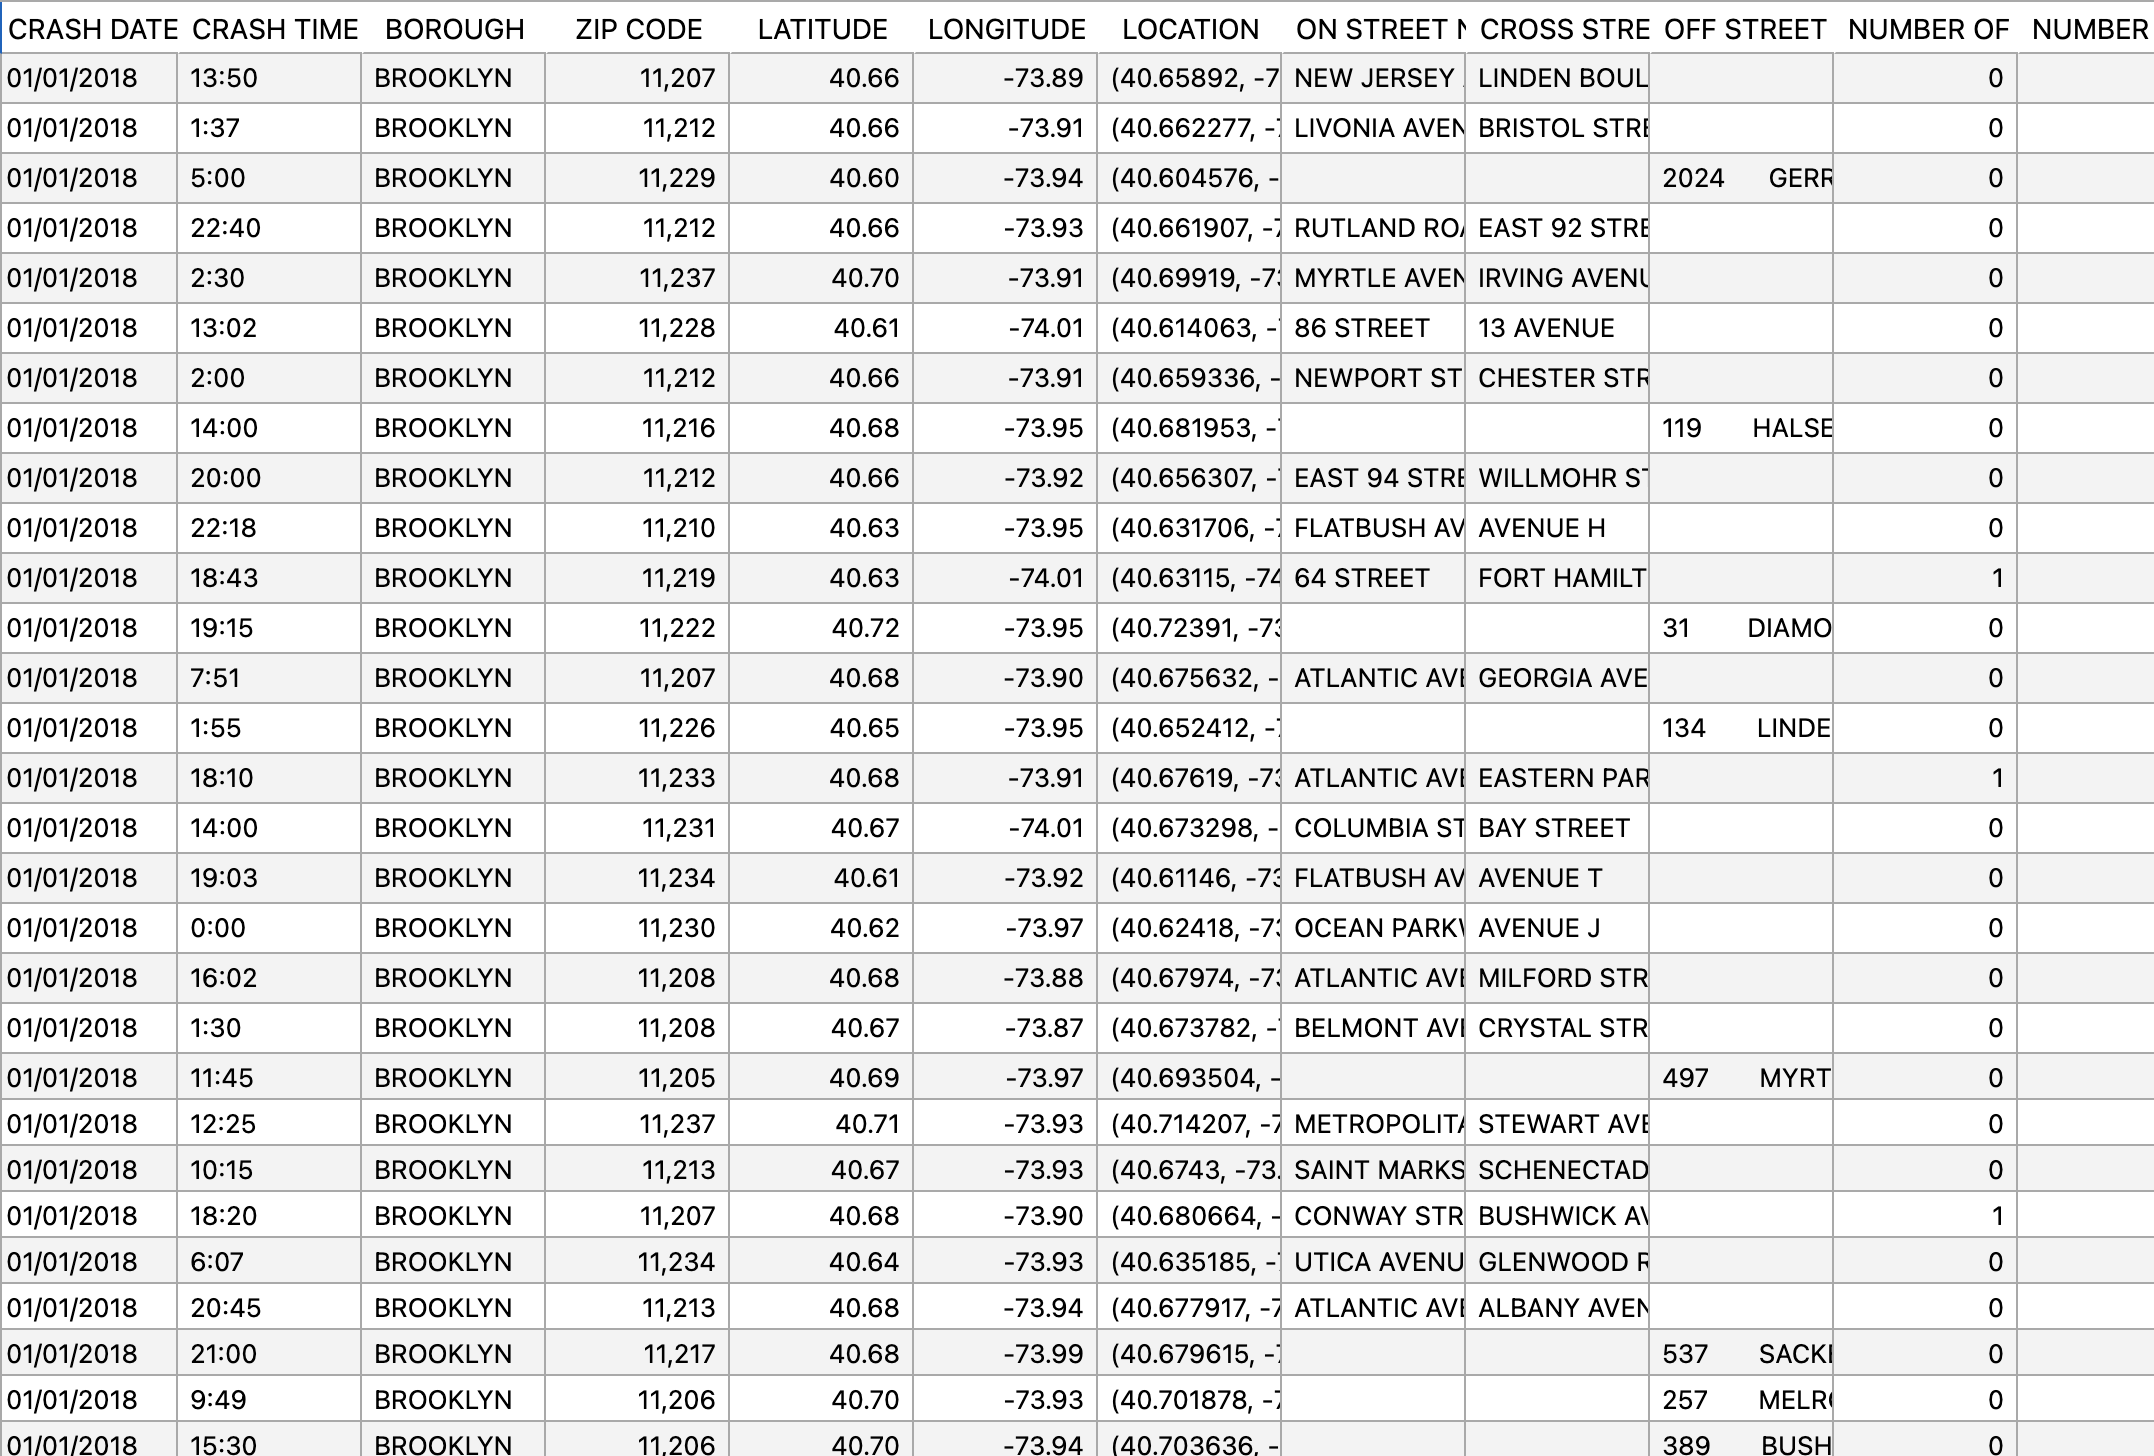 CRASH DATE CRASH TIME BOROUGH ZIP CODE LATITUDE LONGITUDE LOCATION ON STREET N CROSS STRE OFF STREET NUMBER OF NUMBER
01/01/2018 13:50 BROOKLYN 11,207 40.66 -73.89 (40.65892, -7 NEW JERSEY LINDEN BOUL 0
01/01/2018 1:37 BROOKLYN 11,212 40.66 -73.91 (40.662277, -7 LIVONIA AVEN BRISTOL STRE 0
01/01/2018 5:00 BROOKLYN 11,229 40.60 -73.94 (40.604576, - 2024 GERR 0
01/01/2018 22:40 BROOKLYN 11,212 40.66 -73.93 (40.661907, -7 RUTLAND ROA EAST 92 STRE 0
01/01/2018 2:30 BROOKLYN 11,237 40.70 -73.91 (40.69919, -73 MYRTLE AVEN IRVING AVENU 0
01/01/2018 13:02 BROOKLYN 11,228 40.61 -74.01 (40.614063, - 86 STREET 13 AVENUE 0
01/01/2018 2:00 BROOKLYN 11,212 40.66 -73.91 (40.659336, - NEWPORT ST CHESTER STR 0
01/01/2018 14:00 BROOKLYN 11,216 40.68 -73.95 (40.681953, - 119 HALSE 0
01/01/2018 20:00 BROOKLYN 11,212 40.66 -73.92 (40.656307, - EAST 94 STRE WILLMOHR ST 0
01/01/2018 22:18 BROOKLYN 11,210 40.63 -73.95 (40.631706, -7 FLATBUSH AV AVENUE H 0
01/01/2018 18:43 BROOKLYN 11,219 40.63 -74.01 (40.63115, -74 64 STREET FORT HAMILT 1
01/01/2018 19:15 BROOKLYN 11,222 40.72 -73.95 (40.72391, -73 31 DIAMO 0
01/01/2018 7:51 BROOKLYN 11,207 40.68 -73.90 (40.675632, - ATLANTIC AVE GEORGIA AVE 0
01/01/2018 1:55 BROOKLYN 11,226 40.65 -73.95 (40.652412, -7 134 LINDE 0
01/01/2018 18:10 BROOKLYN 11,233 40.68 -73.91 (40.67619, -73 ATLANTIC AVE EASTERN PAR 1
01/01/2018 14:00 BROOKLYN 11,231 40.67 -74.01 (40.673298, - COLUMBIA ST BAY STREET 0
01/01/2018 19:03 BROOKLYN 11,234 40.61 -73.92 (40.61146, -73 FLATBUSH AV AVENUE T 0
01/01/2018 0:00 BROOKLYN 11,230 40.62 -73.97 (40.62418, -73 OCEAN PARKW AVENUE J 0
01/01/2018 16:02 BROOKLYN 11,208 40.68 -73.88 (40.67974, -73 ATLANTIC AVE MILFORD STR 0
01/01/2018 1:30 BROOKLYN 11,208 40.67 -73.87 (40.673782, - BELMONT AVE CRYSTAL STR 0
01/01/2018 11:45 BROOKLYN 11,205 40.69 -73.97 (40.693504, - 497 MYRT 0
01/01/2018 12:25 BROOKLYN 11,237 40.71 -73.93 (40.714207, -7 METROPOLITA STEWART AVE 0
01/01/2018 10:15 BROOKLYN 11,213 40.67 -73.93 (40.6743, -73. SAINT MARKS SCHENECTAD 0
01/01/2018 18:20 BROOKLYN 11,207 40.68 -73.90 (40.680664, - CONWAY STR BUSHWICK AV 1
01/01/2018 6:07 BROOKLYN 11,234 40.64 -73.93 (40.635185, - UTICA AVENU GLENWOOD R 0
01/01/2018 20:45 BROOKLYN 11,213 40.68 -73.94 (40.677917, -7 ATLANTIC AVE ALBANY AVEN 0
01/01/2018 21:00 BROOKLYN 11,217 40.68 -73.99 (40.679615, - 537 SACKE 0
01/01/2018 9:49 BROOKLYN 11,206 40.70 -73.93 (40.701878, -7 257 MELRO 0
01/01/2018 15:30 BROOKLYN 11,206 40.70 -73.94 (40.703636, - 389 BUSH 0